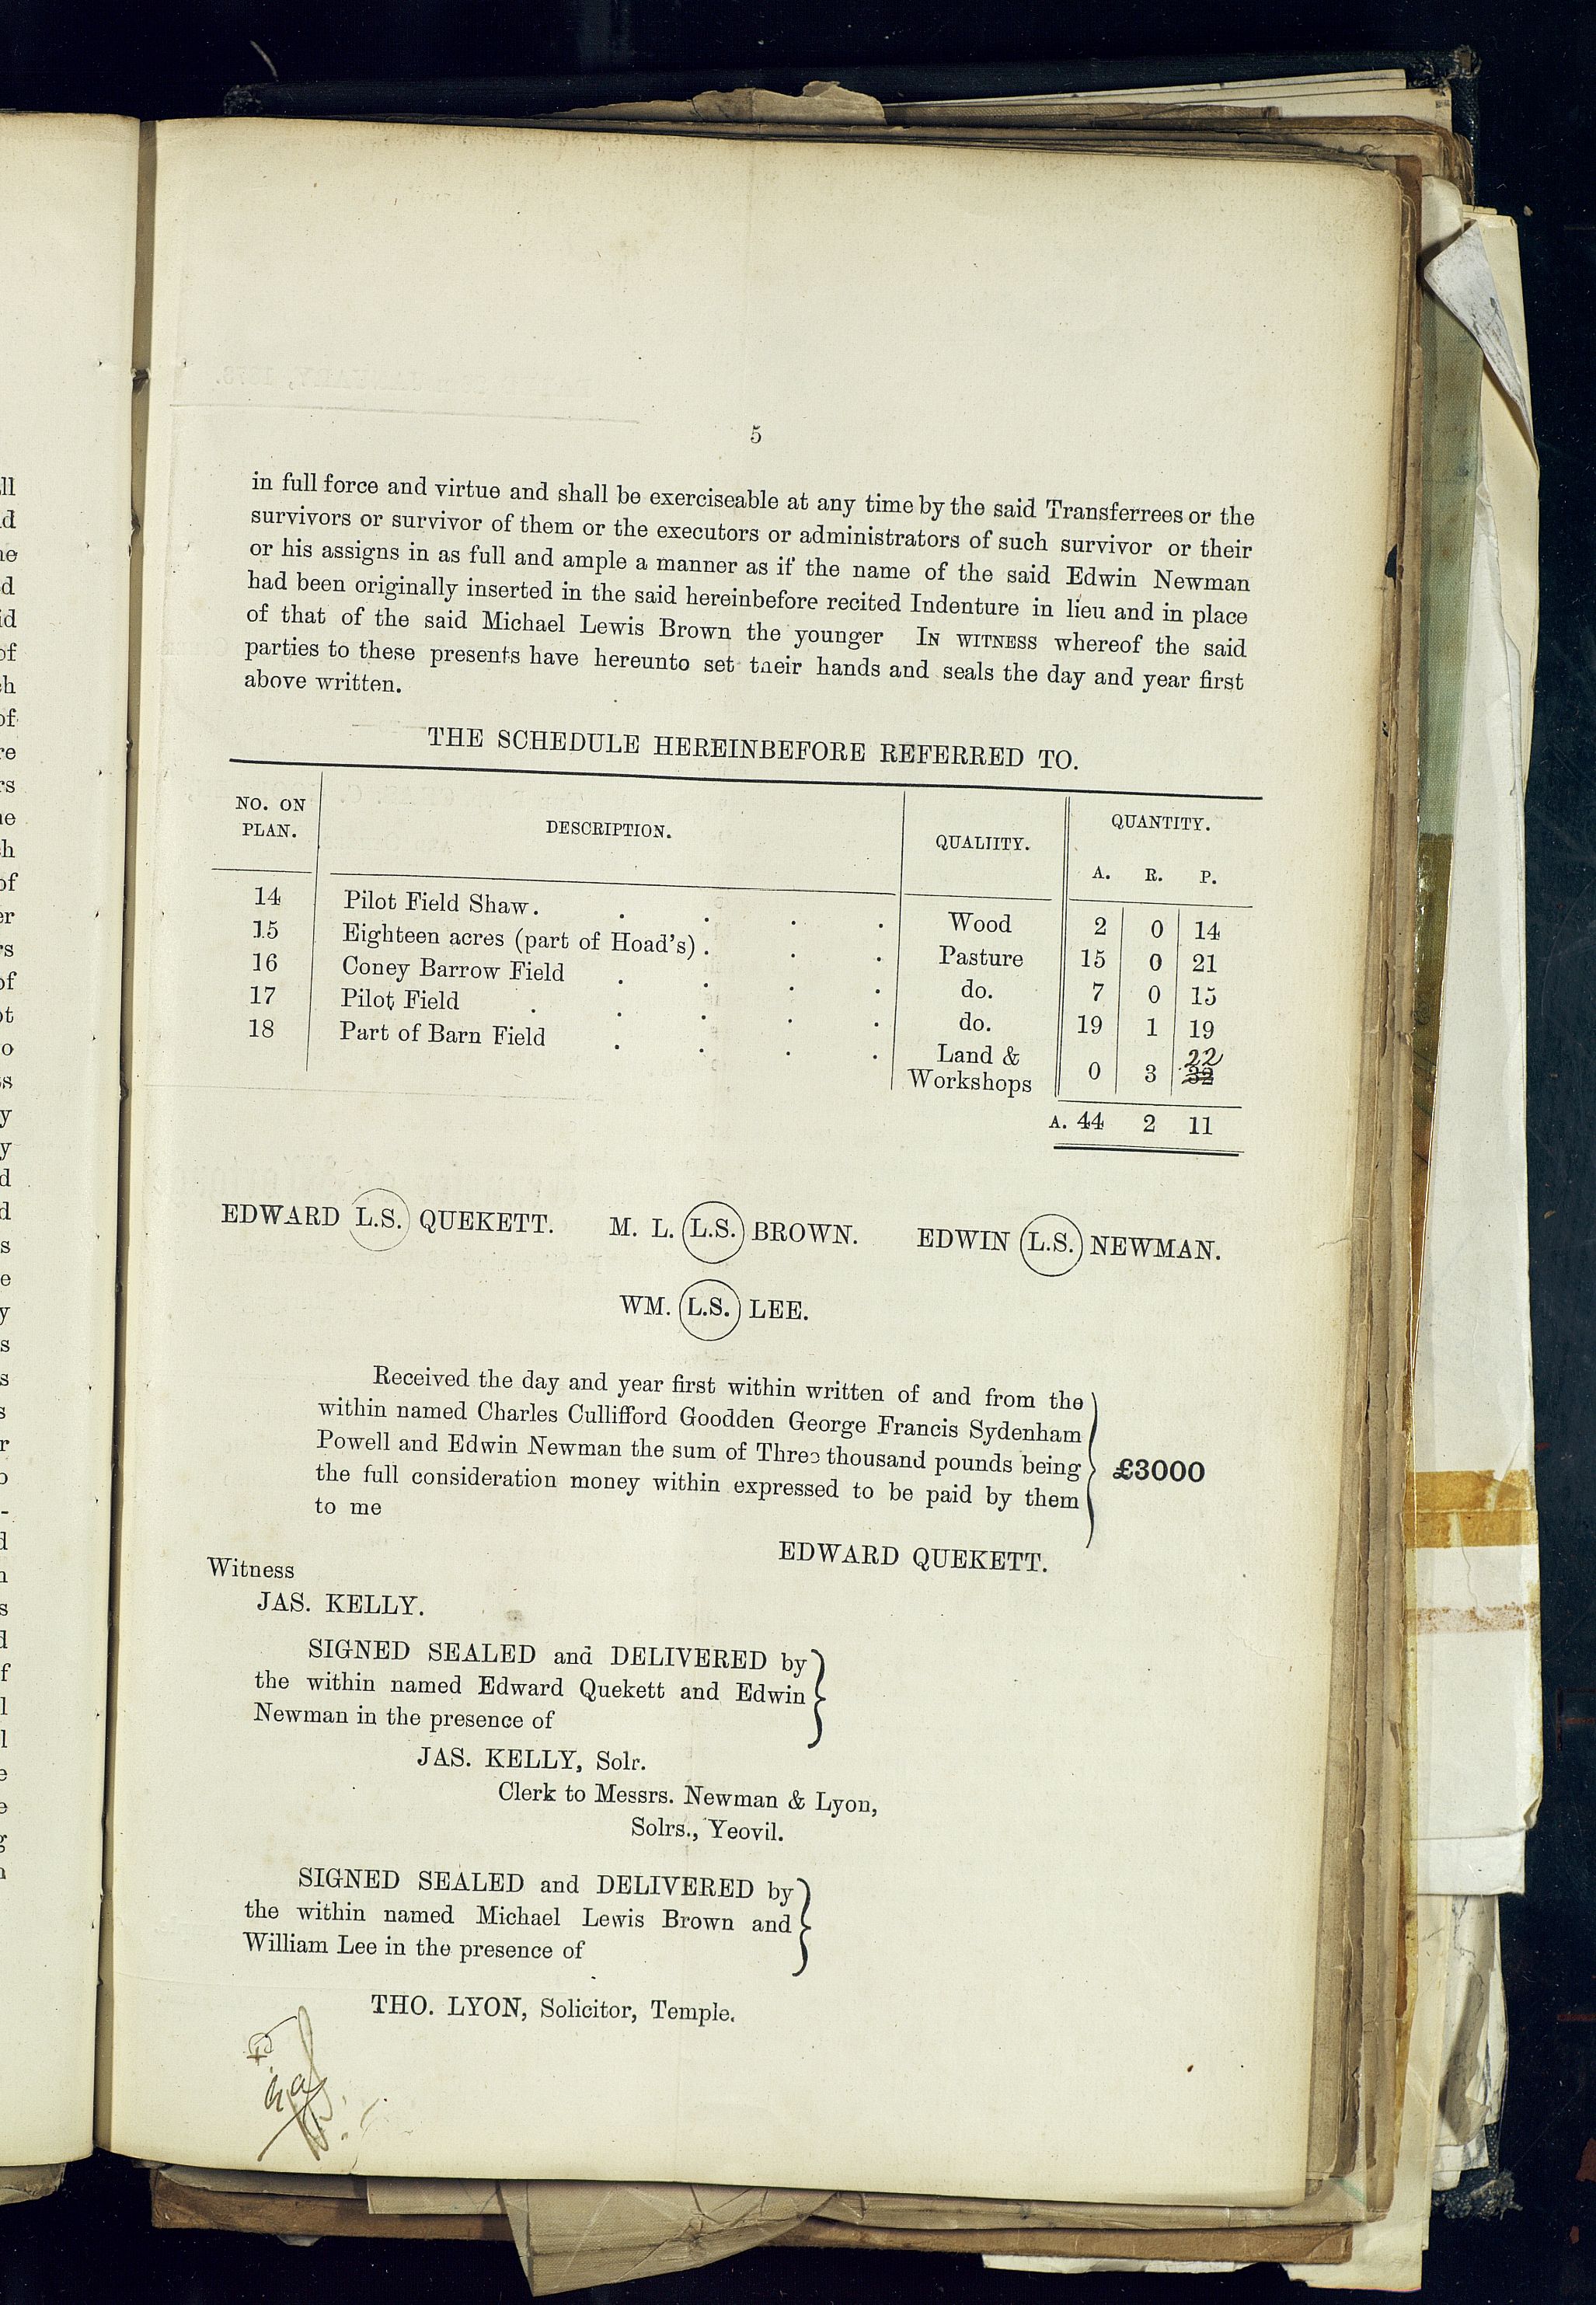 5
in full force and virtue and shall be exerciseable at any time by the said Transferrees or the
survivors or survivor of them or the executors or administrators of such survivor or their
or his assigns in as full and ample a manner as if the name of the said Edwin Newman
had been originally inserted in the said hereinbefore recited Indenture in lieu and in place
of that of the said Michael Lewis Brown the younger IN WITNESS whereof the said
parties to these presents have hereunto set their hands and seals the day and year first
above written.
THE SCHEDULE HEREINBEFORE REFERRED TO.
NO. ON PLAN. DESCRIPTION. QUALIITY. QUANTITY.
A. R. P.
14 Pilot Field Shaw . . . . . Wood 2 0 14
15 Eighteen acres (part of Hoad's) . . . Pasture 15 0 21
16 Coney Barrow Field . . . . do. 7 0 15
17 Pilot Field . . . . . do. 19 1 19
18 Part of Barn Field . . . . Land & Workshops 0 3 22 32
A. 44 2 11
EDWARD L.S. QUEKETT. M. L. L.S. BROWN. EDWIN L.S. NEWMAN.
WM. L.S. LEE.
Received the day and year first within written of and from the
within named Charles Cullifford Goodden George Francis Sydenham
Powell and Edwin Newman the sum of Three thousand pounds being
the full consideration money within expressed to be paid by them
to me
£3000
EDWARD QUEKETT.
Witness
JAS. KELLY.
SIGNED SEALED and DELIVERED by
the within named Edward Quekett and Edwin
Newman in the presence of
JAS. KELLY, Solr.
Clerk to Messrs. Newman & Lyon,
Solrs., Yeovil.
SIGNED SEALED and DELIVERED by
the within named Michael Lewis Brown and
William Lee in the presence of
THO. LYON, Solicitor, Temple.